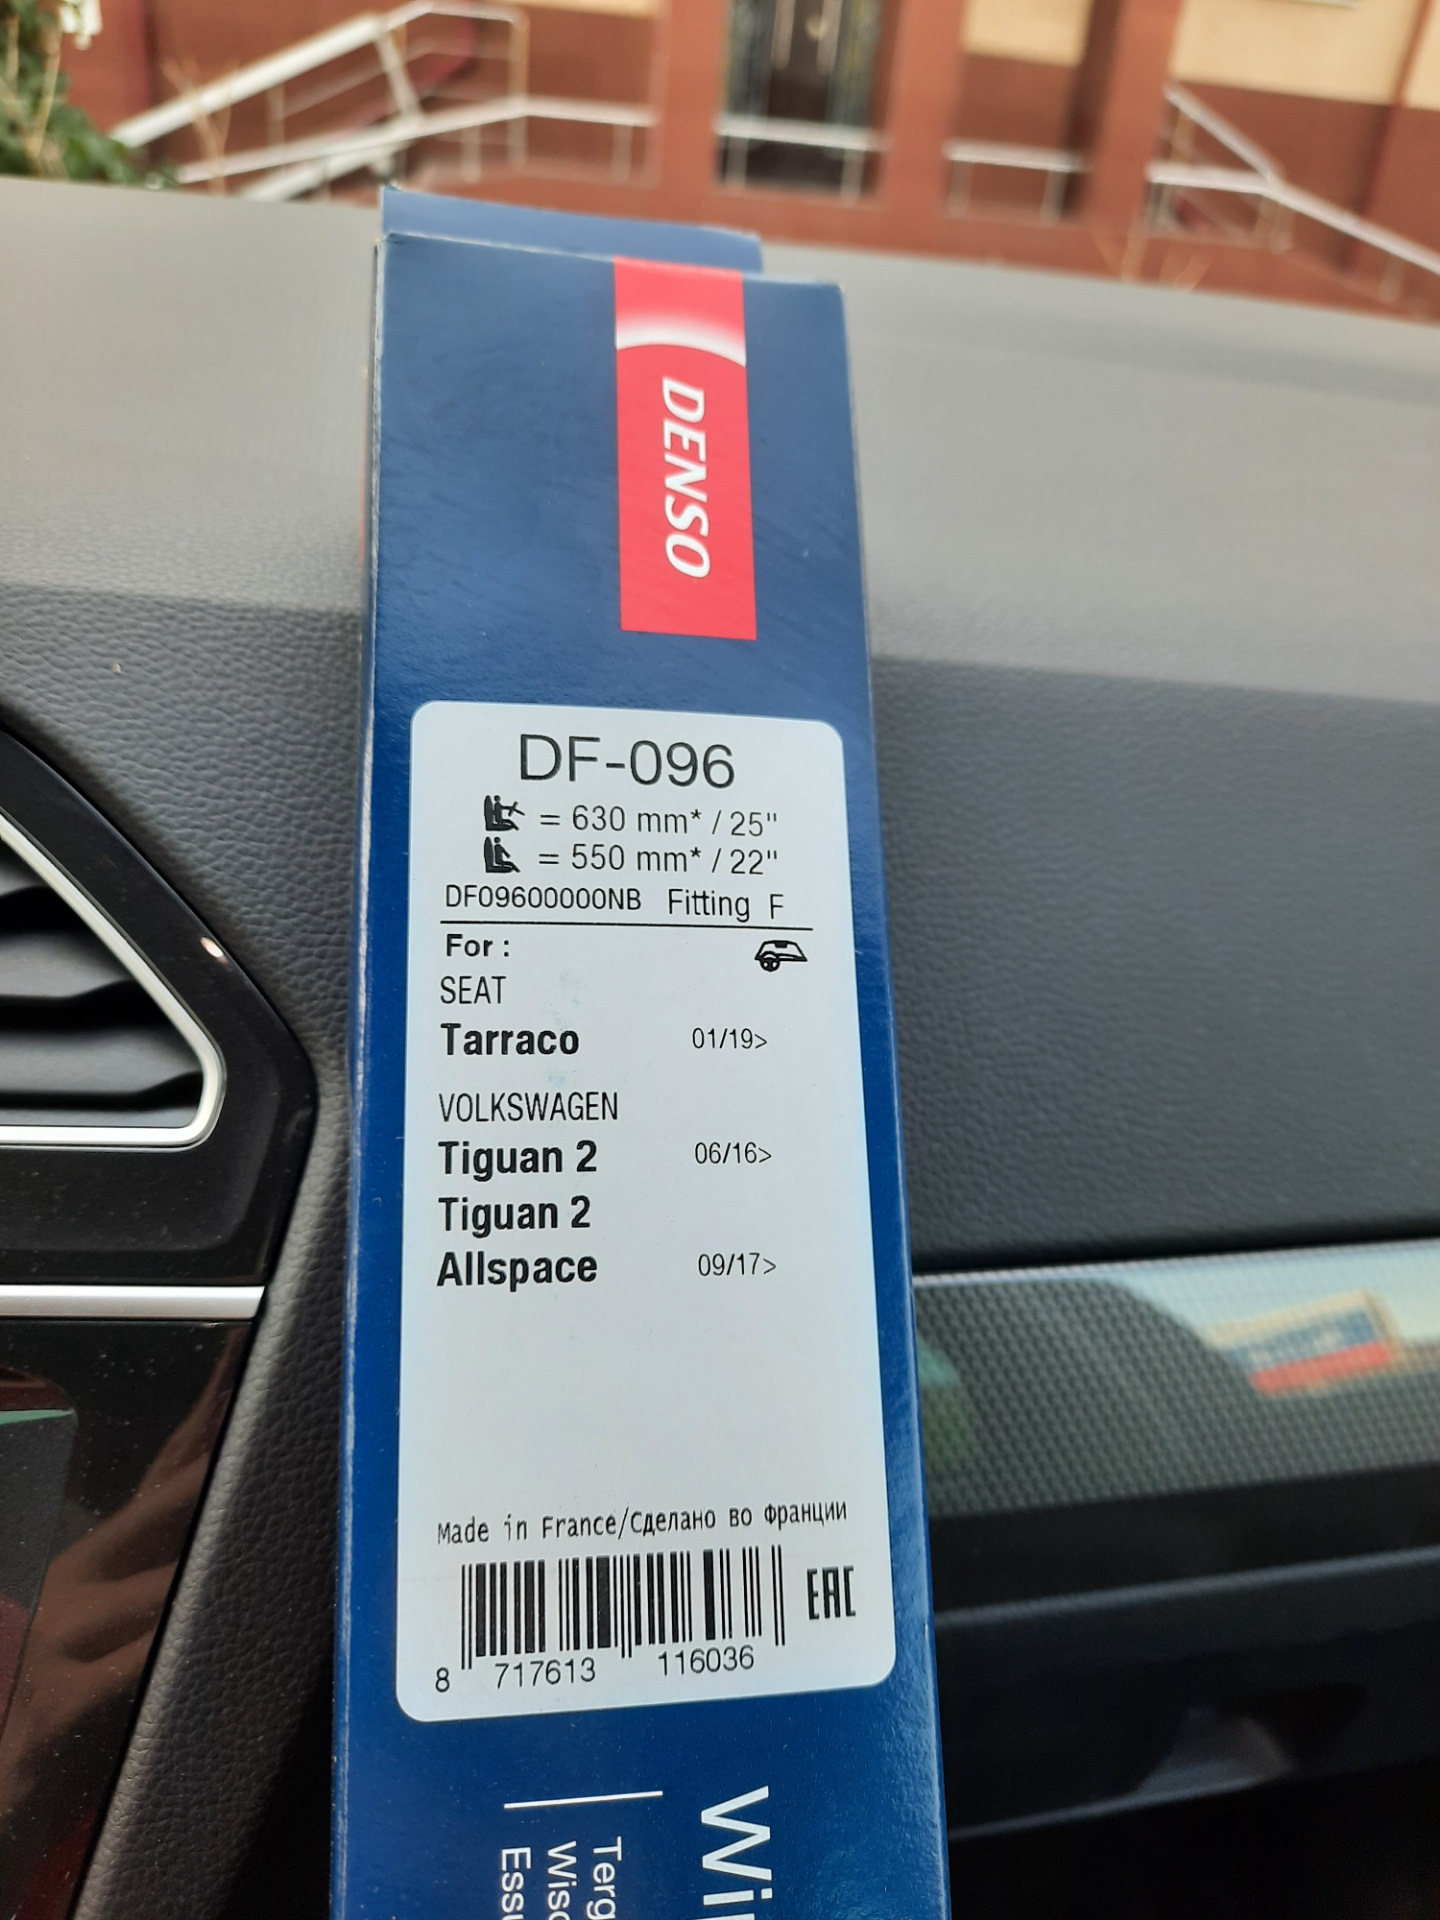 DENSO
DF-096
= 630 mm* / 25"
= 550 mm* / 22"
DF09600000NB Fitting F
For :
SEAT
Tarraco 01/19>
VOLKSWAGEN
Tiguan 2 06/16>
Tiguan 2
Allspace 09/17>
Made in France/Сделано во Франции
EAC
8 717613 116036